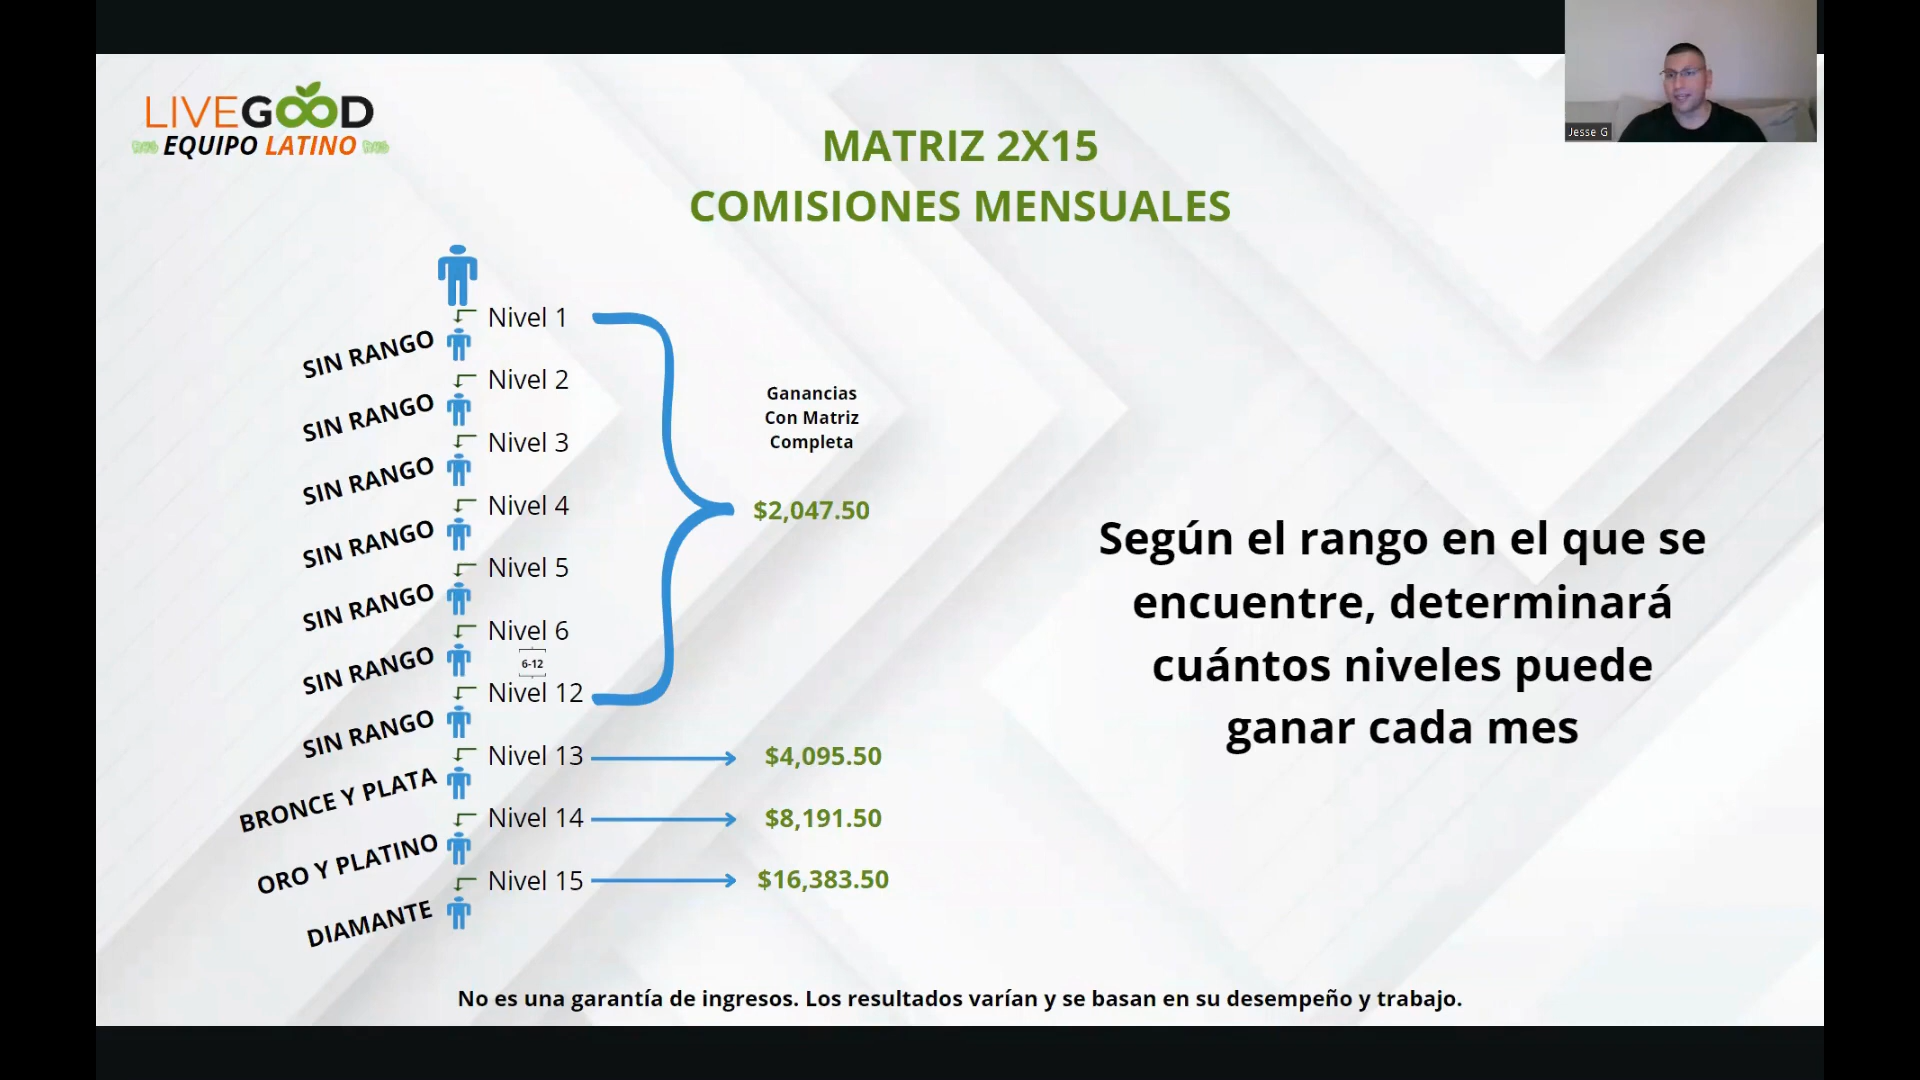 LIVEGOOD
EQUIPO LATINO
Jesse G
MATRIZ 2X15
COMISIONES MENSUALES
Nivel 1
SIN RANGO
Nivel 2
SIN RANGO
Nivel 3
SIN RANGO
Nivel 4
SIN RANGO
Nivel 5
SIN RANGO
Nivel 6
SIN RANGO
6-12
Nivel 12
SIN RANGO
Nivel 13
BRONCE Y PLATA
Nivel 14
ORO Y PLATINO
Nivel 15
DIAMANTE
Ganancias
Con Matriz
Completa
$2,047.50
$4,095.50
$8,191.50
$16,383.50
Según el rango en el que se
encuentre, determinará
cuántos niveles puede
ganar cada mes
No es una garantía de ingresos. Los resultados varían y se basan en su desempeño y trabajo.